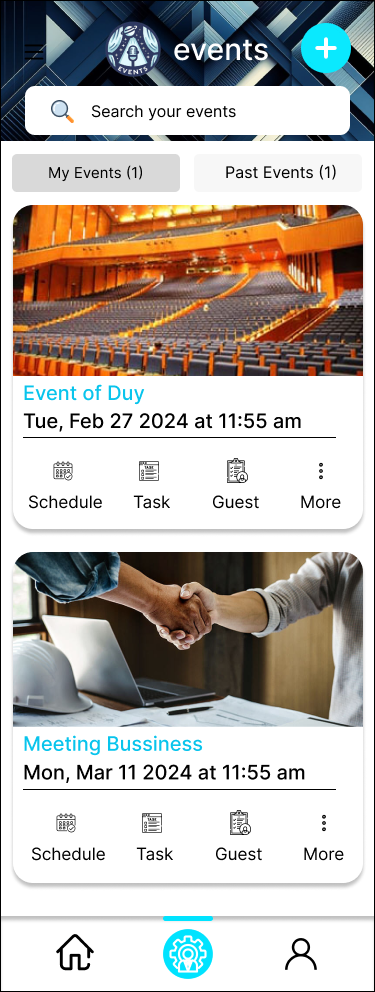 EVENTS
events
Search your events
My Events (1)
Past Events (1)
Event of Duy
Tue, Feb 27 2024 at 11:55 am
TASK
Schedule
Task
Guest
More
Meeting Bussiness
Mon, Mar 11 2024 at 11:55 am
TASK
Schedule
Task
Guest
More